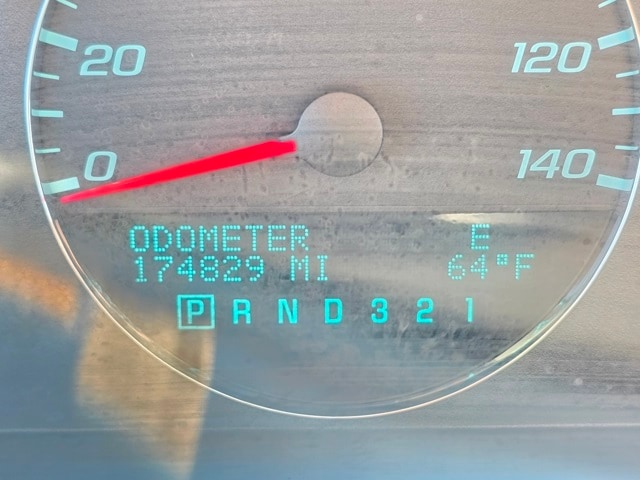 20 120
0 140
ODOMETER E
174829 MI 64°F
P R N D 3 2 1